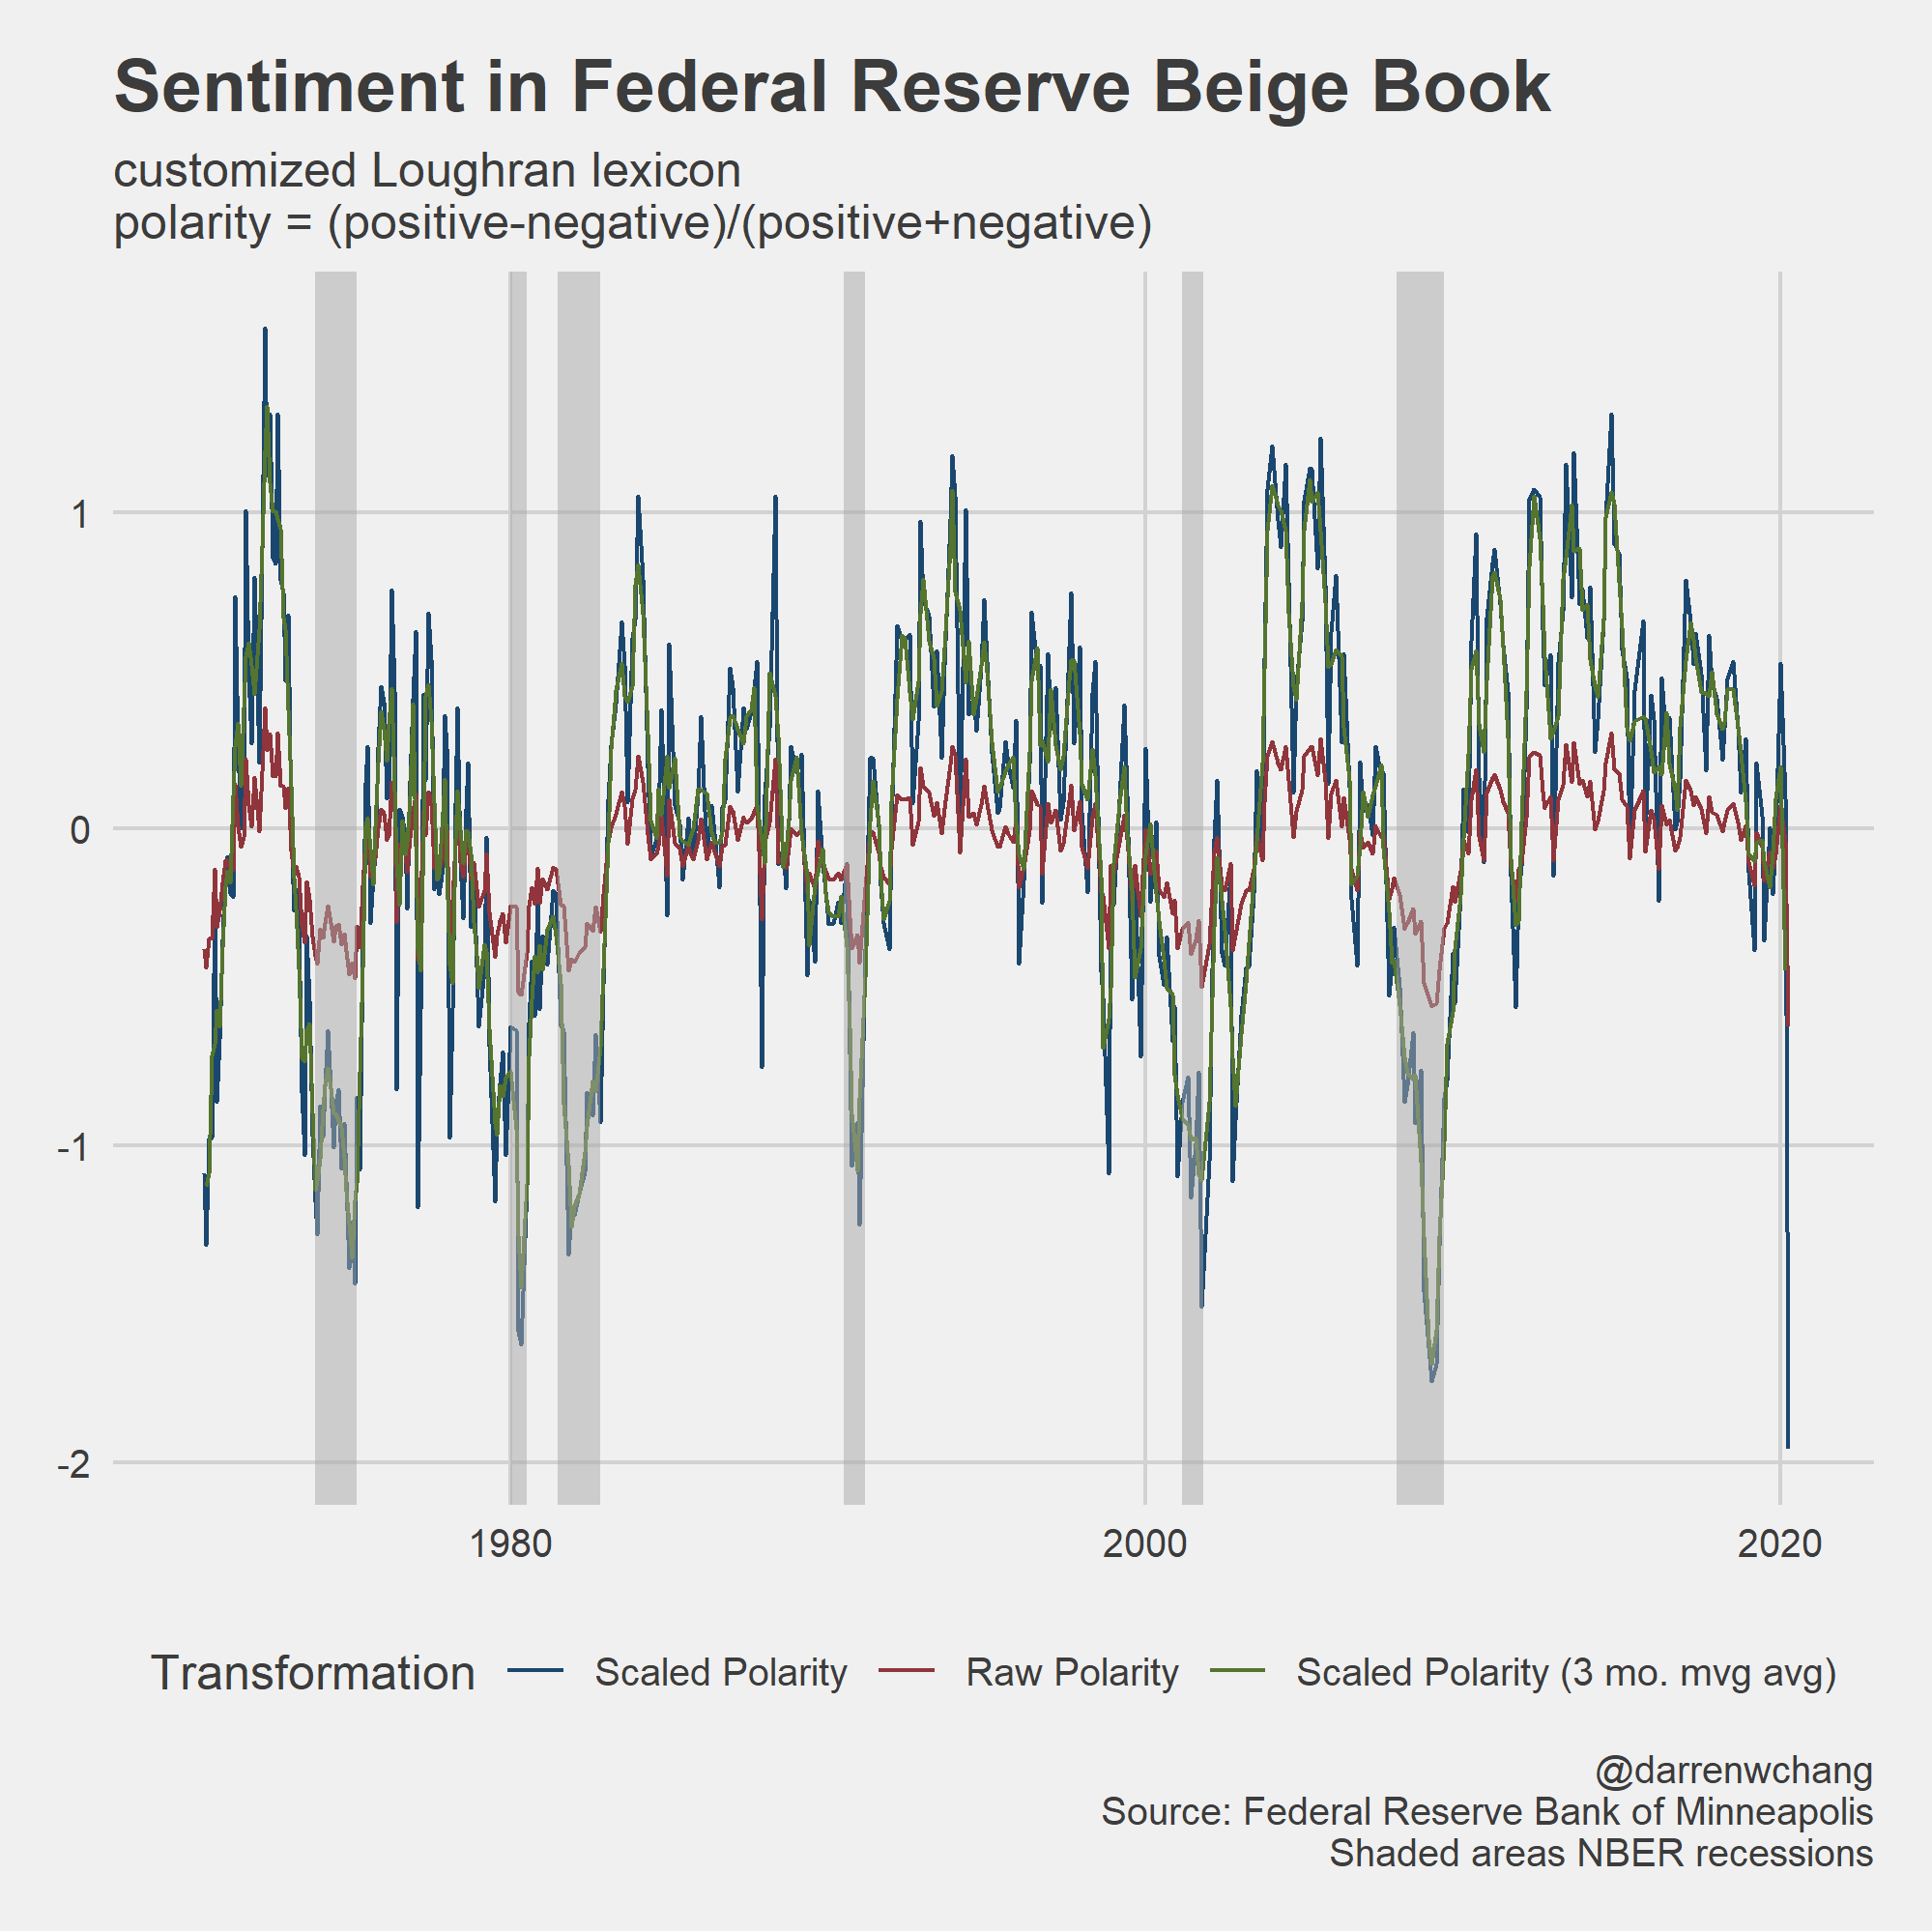 Sentiment in Federal Reserve Beige Book
customized Loughran lexicon
polarity = (positive-negative)/(positive+negative)
1
0
-1
-2
1980 2000 2020
Transformation Scaled Polarity Raw Polarity Scaled Polarity (3 mo. mvg avg)
@darrenwchang
Source: Federal Reserve Bank of Minneapolis
Shaded areas NBER recessions